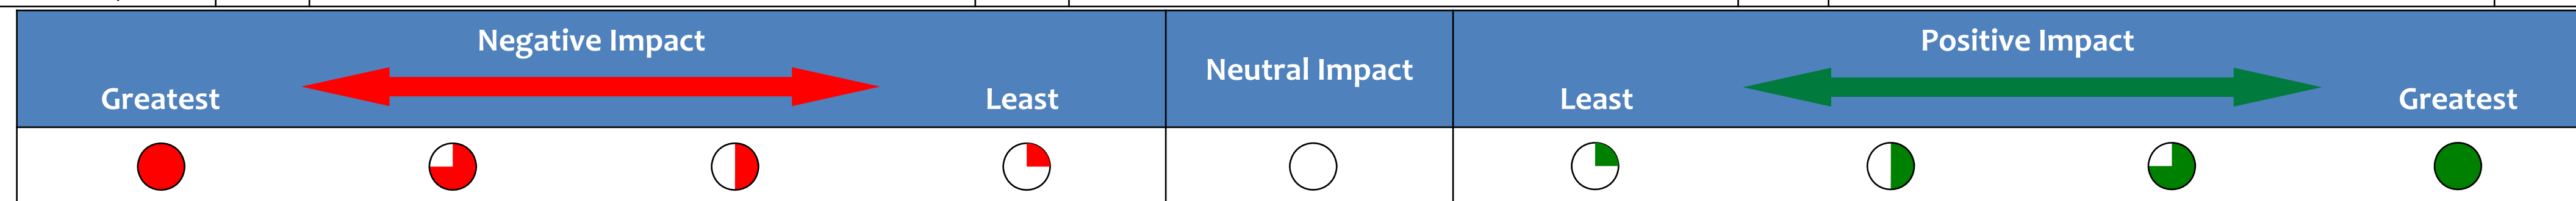 Negative Impact
Greatest
Least
Neutral Impact
Positive Impact
Least
Greatest